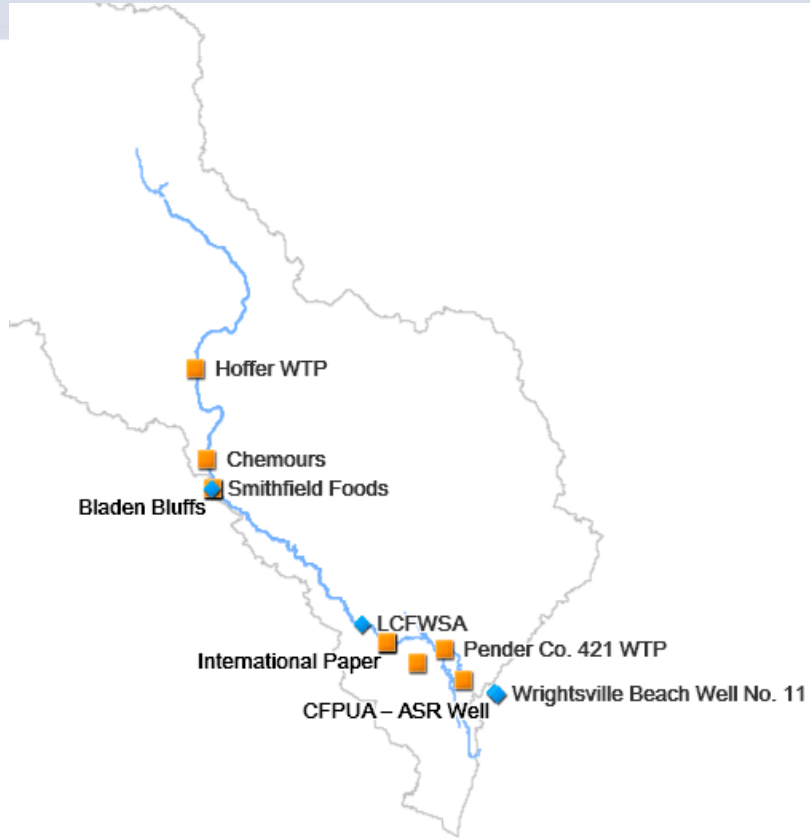 Hoffer WTP
Chemours
Smithfield Foods
Bladen Bluffs
LCFWSA
Pender Co. 421 WTP
International Paper
Wrightsville Beach Well No. 11
CFPUA – ASR Well